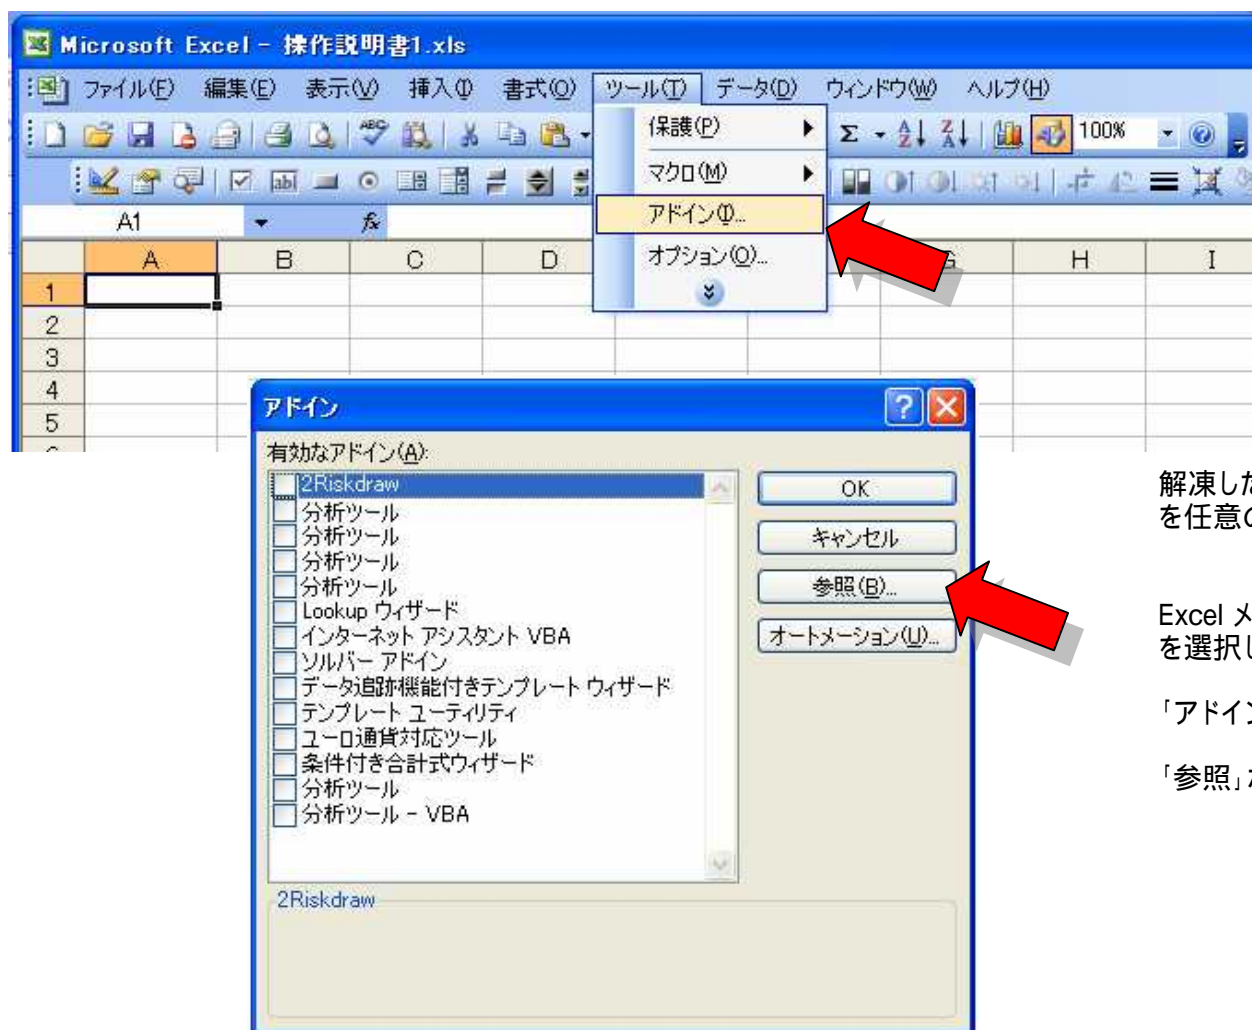 Microsoft Excel - 操作説明書1.xls
ファイル(F) 編集(E) 表示(V) 挿入(I) 書式(O) ツール(T) データ(D) ウィンドウ(W) ヘルプ(H)
保護(P)
マクロ(M)
アドイン(I)...
オプション(O)...
100%
A1
fx
A B C D G H I
1
2
3
4
5
アドイン
有効なアドイン(A):
2Riskdraw
分析ツール
分析ツール
分析ツール
分析ツール
Lookup ウィザード
インターネット アシスタント VBA
ソルバー アドイン
データ追跡機能付きテンプレート ウィザード
テンプレート ユーティリティ
ユーロ通貨対応ツール
条件付き合計式ウィザード
分析ツール
分析ツール - VBA
OK
キャンセル
参照(B)...
オートメーション(U)...
2Riskdraw
解凍した
を任意の
Excel メ
を選択し
「アドイン
「参照」